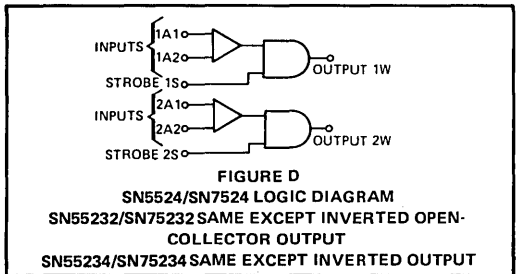 1A1
INPUTS
1A2
OUTPUT 1W
STROBE 1S
2A1
INPUTS
2A2
OUTPUT 2W
STROBE 2S
FIGURE D
SN5524/SN7524 LOGIC DIAGRAM
SN55232/SN75232 SAME EXCEPT INVERTED OPEN-
COLLECTOR OUTPUT
SN55234/SN75234 SAME EXCEPT INVERTED OUTPUT